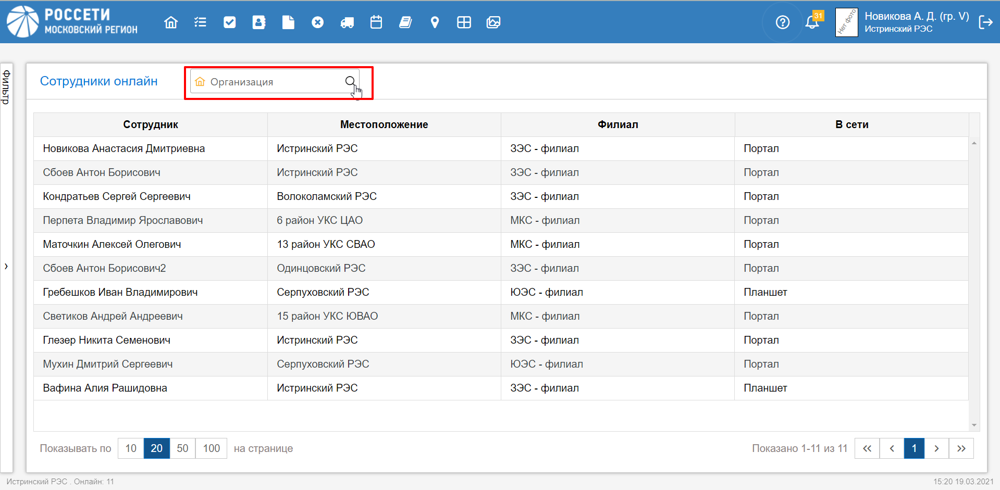 РОССЕТИ
МОСКОВСКИЙ РЕГИОН
31
Нет фото
Новикова А. Д. (гр. V)
Истринский РЭС
Фильтр
Сотрудники онлайн
Организация
Сотрудник Местоположение Филиал В сети
Новикова Анастасия Дмитриевна Истринский РЭС ЗЭС - филиал Портал
Сбоев Антон Борисович Истринский РЭС ЗЭС - филиал Портал
Кондратьев Сергей Сергеевич Волоколамский РЭС ЗЭС - филиал Портал
Перпета Владимир Ярославович 6 район УКС ЦАО МКС - филиал Портал
Маточкин Алексей Олегович 13 район УКС СВАО МКС - филиал Портал
Сбоев Антон Борисович2 Одинцовский РЭС ЗЭС - филиал Портал
Гребешков Иван Владимирович Серпуховский РЭС ЮЭС - филиал Планшет
Светиков Андрей Андреевич 15 район УКС ЮВАО МКС - филиал Портал
Глезер Никита Семенович Истринский РЭС ЗЭС - филиал Портал
Мухин Дмитрий Сергеевич Серпуховский РЭС ЮЭС - филиал Портал
Вафина Алия Рашидовна Истринский РЭС ЗЭС - филиал Планшет
Показывать по 10 20 50 100 на странице Показано 1-11 из 11 1
Истринский РЭС . Онлайн: 11 15:20 19.03.2021